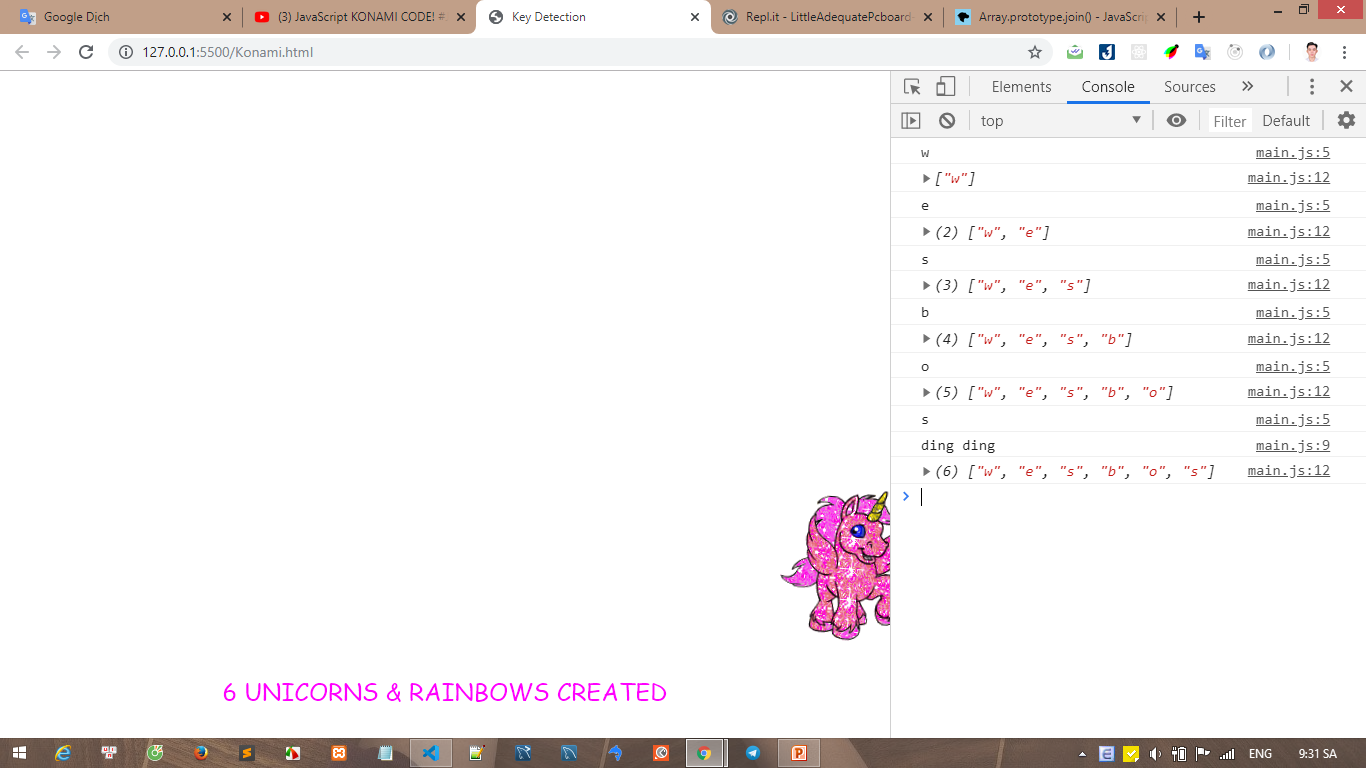 Google Dịch
(3) JavaScript KONAMI CODE! #
Key Detection
Repl.it - LittleAdequatePcboard
Array.prototype.join() - JavaScri
127.0.0.1:5500/Konami.html
Elements Console Sources
top Filter Default
w main.js:5
["w"] main.js:12
e main.js:5
(2) ["w", "e"] main.js:12
s main.js:5
(3) ["w", "e", "s"] main.js:12
b main.js:5
(4) ["w", "e", "s", "b"] main.js:12
o main.js:5
(5) ["w", "e", "s", "b", "o"] main.js:12
s main.js:5
ding ding main.js:9
(6) ["w", "e", "s", "b", "o", "s"] main.js:12
6 UNICORNS & RAINBOWS CREATED
ENG 9:31 SA